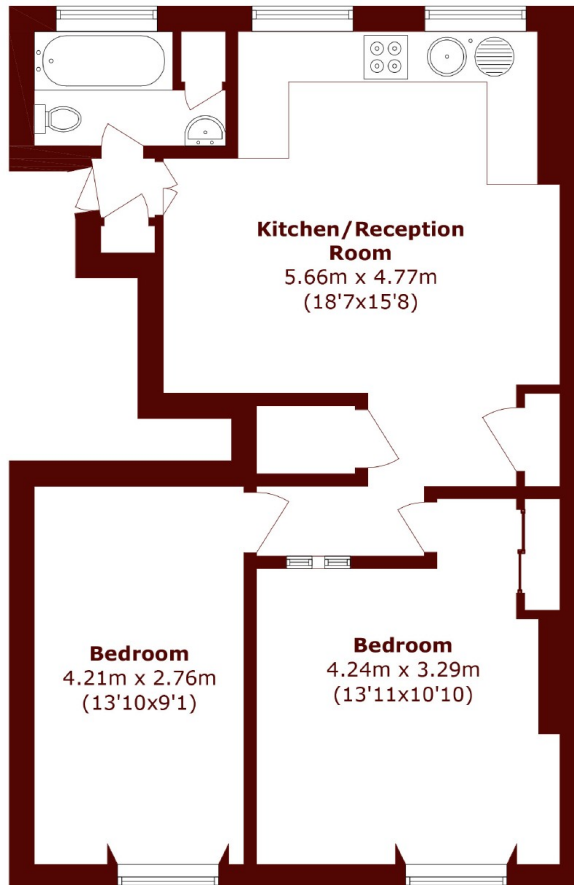 Kitchen/Reception
Room
5.66m x 4.77m
(18'7x15'8)
Bedroom
4.21m x 2.76m
(13'10x9'1)
Bedroom
4.24m x 3.29m
(13'11x10'10)